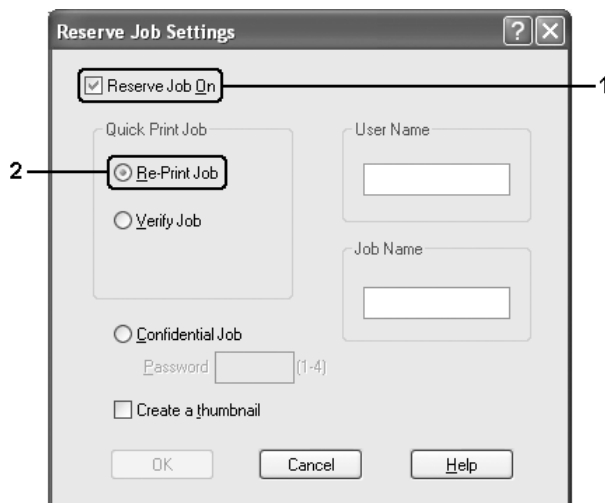 Reserve Job Settings
Reserve Job On
1
Quick Print Job
User Name
2
Re-Print Job
Verify Job
Job Name
Confidential Job
Password
(1-4)
Create a thumbnail
OK
Cancel
Help